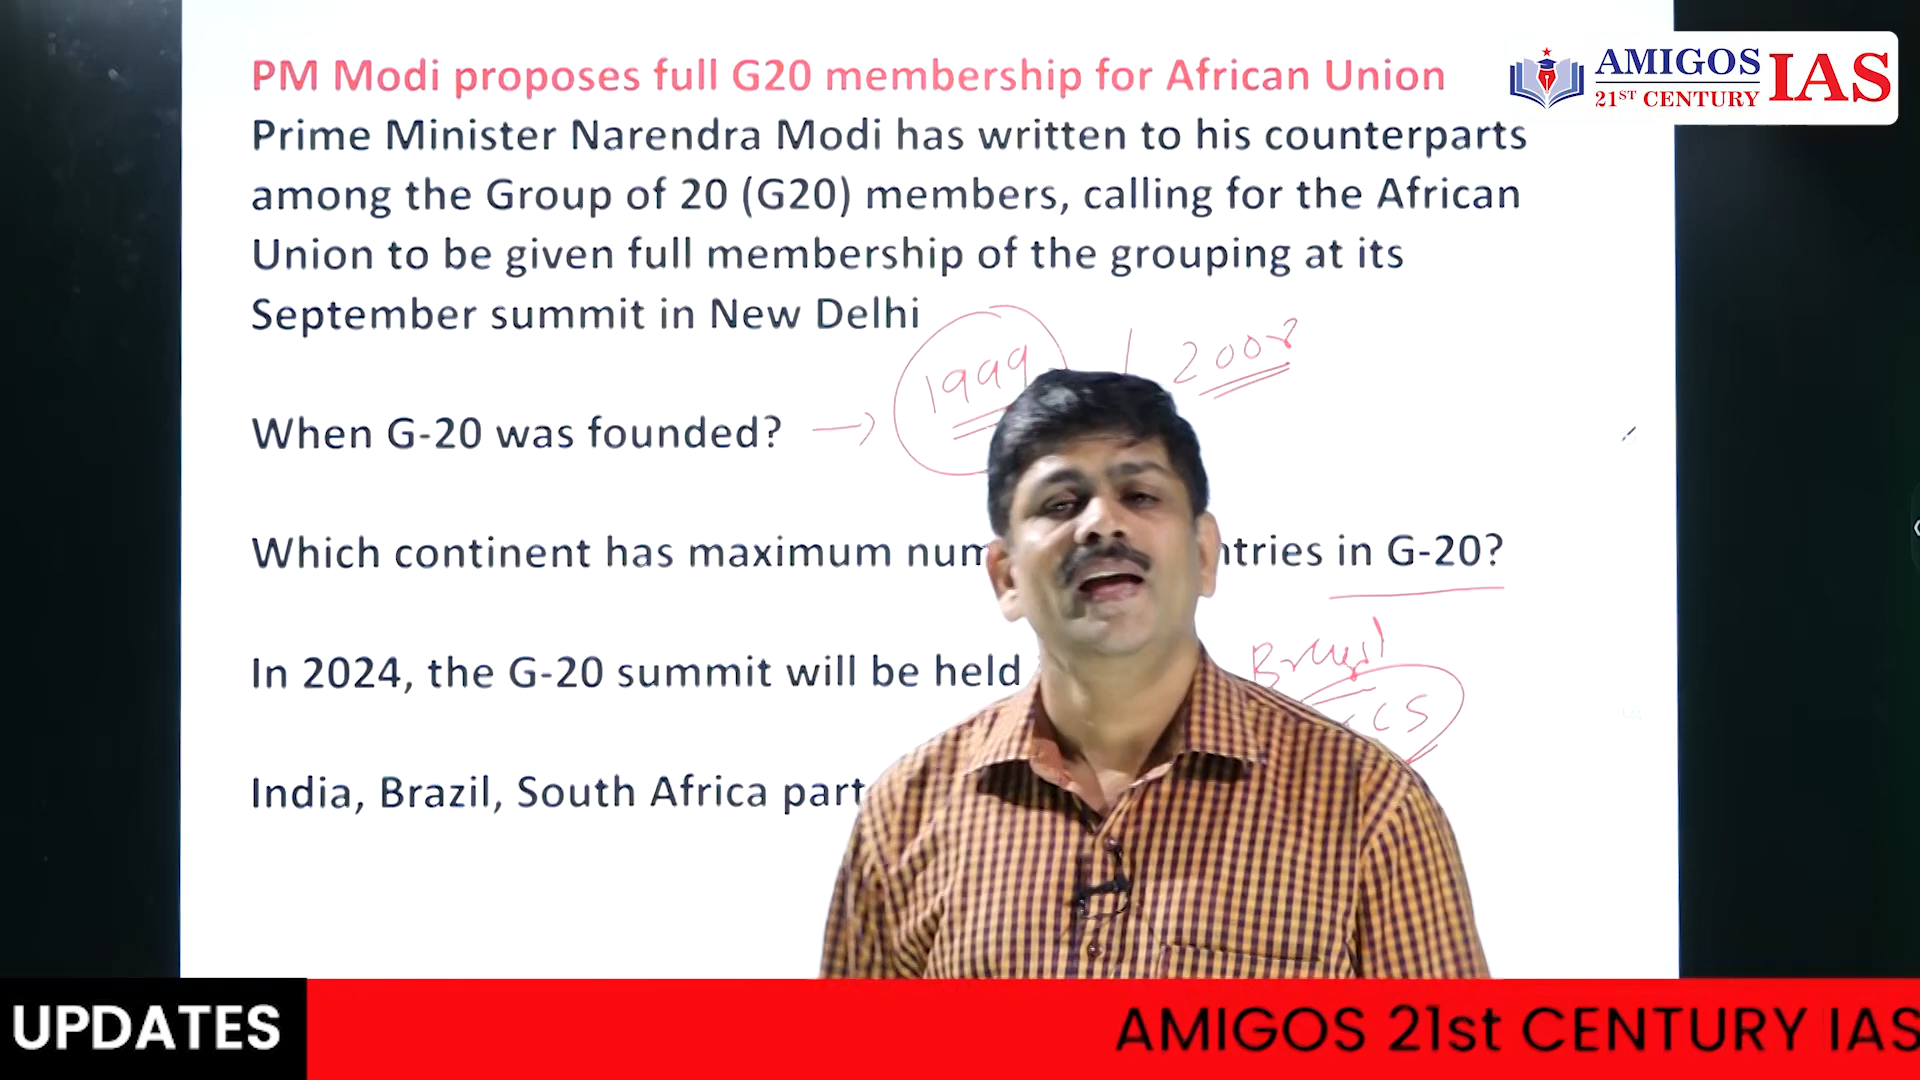 PM Modi proposes full G20 membership for African Union
AMIGOS
21ST CENTURY
IAS
Prime Minister Narendra Modi has written to his counterparts
among the Group of 20 (G20) members, calling for the African
Union to be given full membership of the grouping at its
September summit in New Delhi
1999 2008
When G-20 was founded?
Which continent has maximum num ntries in G-20?
Brazil
In 2024, the G-20 summit will be held
CS
India, Brazil, South Africa part
UPDATES
AMIGOS 21st CENTURY IAS